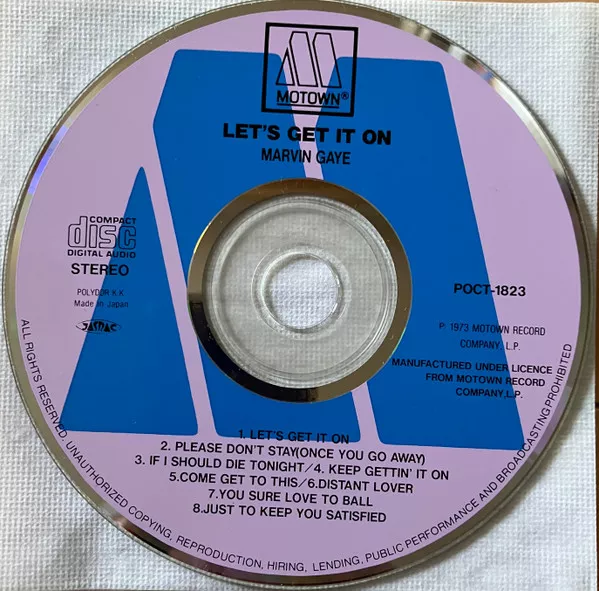 MOTOWN®
LET'S GET IT ON
MARVIN GAYE
COMPACT
disc
DIGITAL AUDIO
STEREO
POLYDOR K.K.
Made in Japan
JASRAC
POCT-1823
℗ 1973 MOTOWN RECORD
COMPANY, L.P.
MANUFACTURED UNDER LICENCE
FROM MOTOWN RECORD
COMPANY,L.P.
1. LET'S GET IT ON
2. PLEASE DON'T STAY(ONCE YOU GO AWAY)
3. IF I SHOULD DIE TONIGHT/4. KEEP GETTIN' IT ON
5.COME GET TO THIS/6.DISTANT LOVER
7.YOU SURE LOVE TO BALL
8.JUST TO KEEP YOU SATISFIED
ALL RIGHTS RESERVED. UNAUTHORIZED COPYING, REPRODUCTION, HIRING, LENDING, PUBLIC PERFORMANCE AND BROADCASTING PROHIBITED